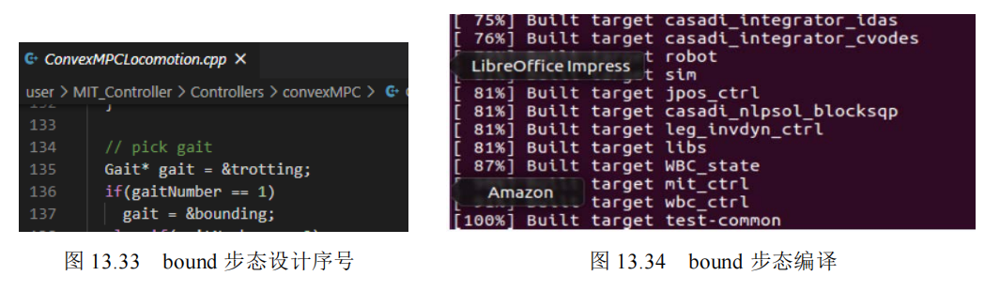 ConvexMPCLocomotion.cpp ×
user > MIT_Controller > Controllers > convexMPC >
132 }
133
134 // pick gait
135 Gait* gait = &trotting;
136 if(gaitNumber == 1)
137 gait = &bounding;
图 13.33 bound 步态设计序号
[ 75%] Built target casadi_integrator_idas
[ 76%] Built target casadi_integrator_cvodes
robot
LibreOffice Impress
sim
[ 81%] Built target jpos_ctrl
[ 81%] Built target casadi_nlpsol_blocksqp
[ 81%] Built target leg_invdyn_ctrl
[ 81%] Built target libs
[ 87%] Built target WBC_state
mit_ctrl
Amazon
wbc_ctrl
[100%] Built target test-common
图 13.34 bound 步态编译